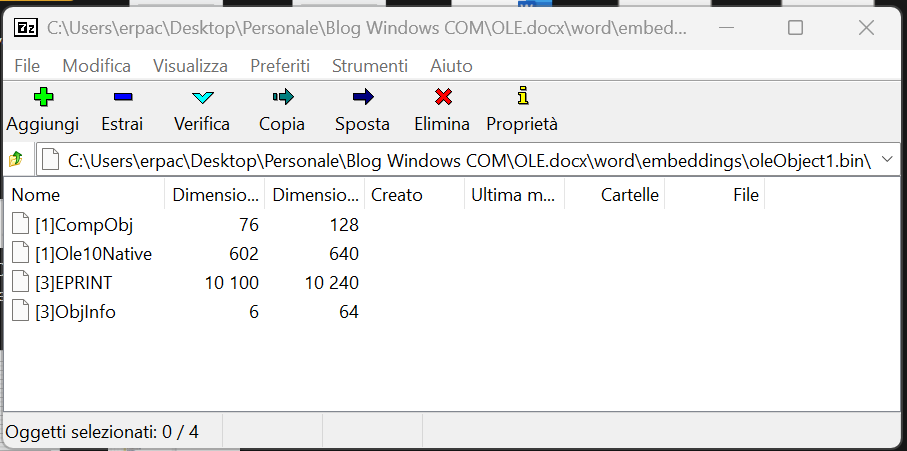 7z C:\Users\erpac\Desktop\Personale\Blog Windows COM\OLE.docx\word\embed...
File Modifica Visualizza Preferiti Strumenti Aiuto
Aggiungi Estrai Verifica Copia Sposta Elimina Proprietà
C:\Users\erpac\Desktop\Personale\Blog Windows COM\OLE.docx\word\embeddings\oleObject1.bin\
Nome Dimensio... Dimensio... Creato Ultima m... Cartelle File
[1]CompObj 76 128
[1]Ole10Native 602 640
[3]EPRINT 10 100 10 240
[3]ObjInfo 6 64
Oggetti selezionati: 0 / 4